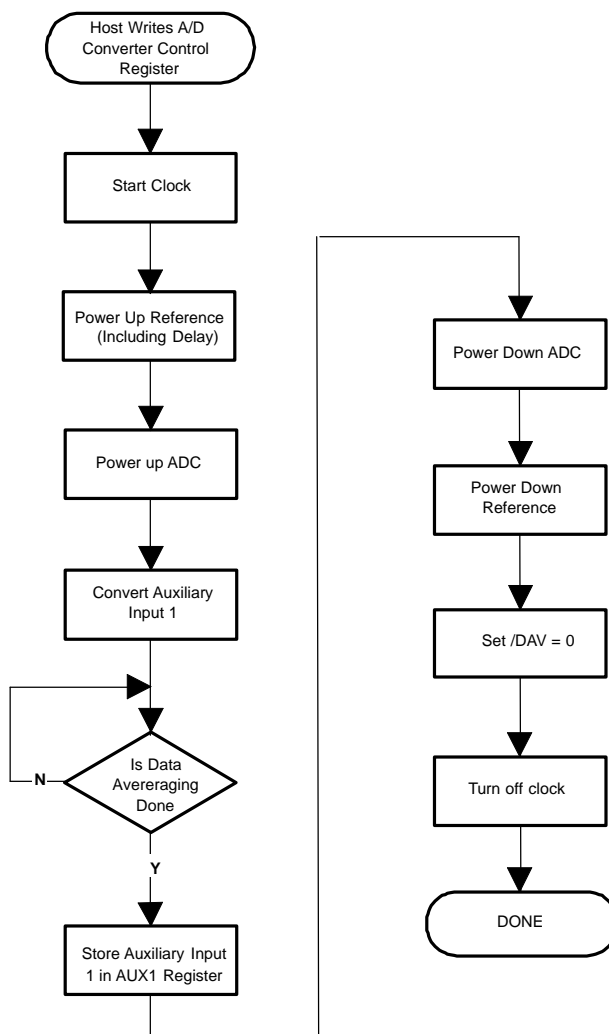 Host Writes A/D
Converter Control
Register
Start Clock
Power Up Reference
(Including Delay)
Power up ADC
Convert Auxiliary
Input 1
Is Data
Avereraging
Done
N
Y
Store Auxiliary Input
1 in AUX1 Register
Power Down ADC
Power Down
Reference
Set /DAV = 0
Turn off clock
DONE